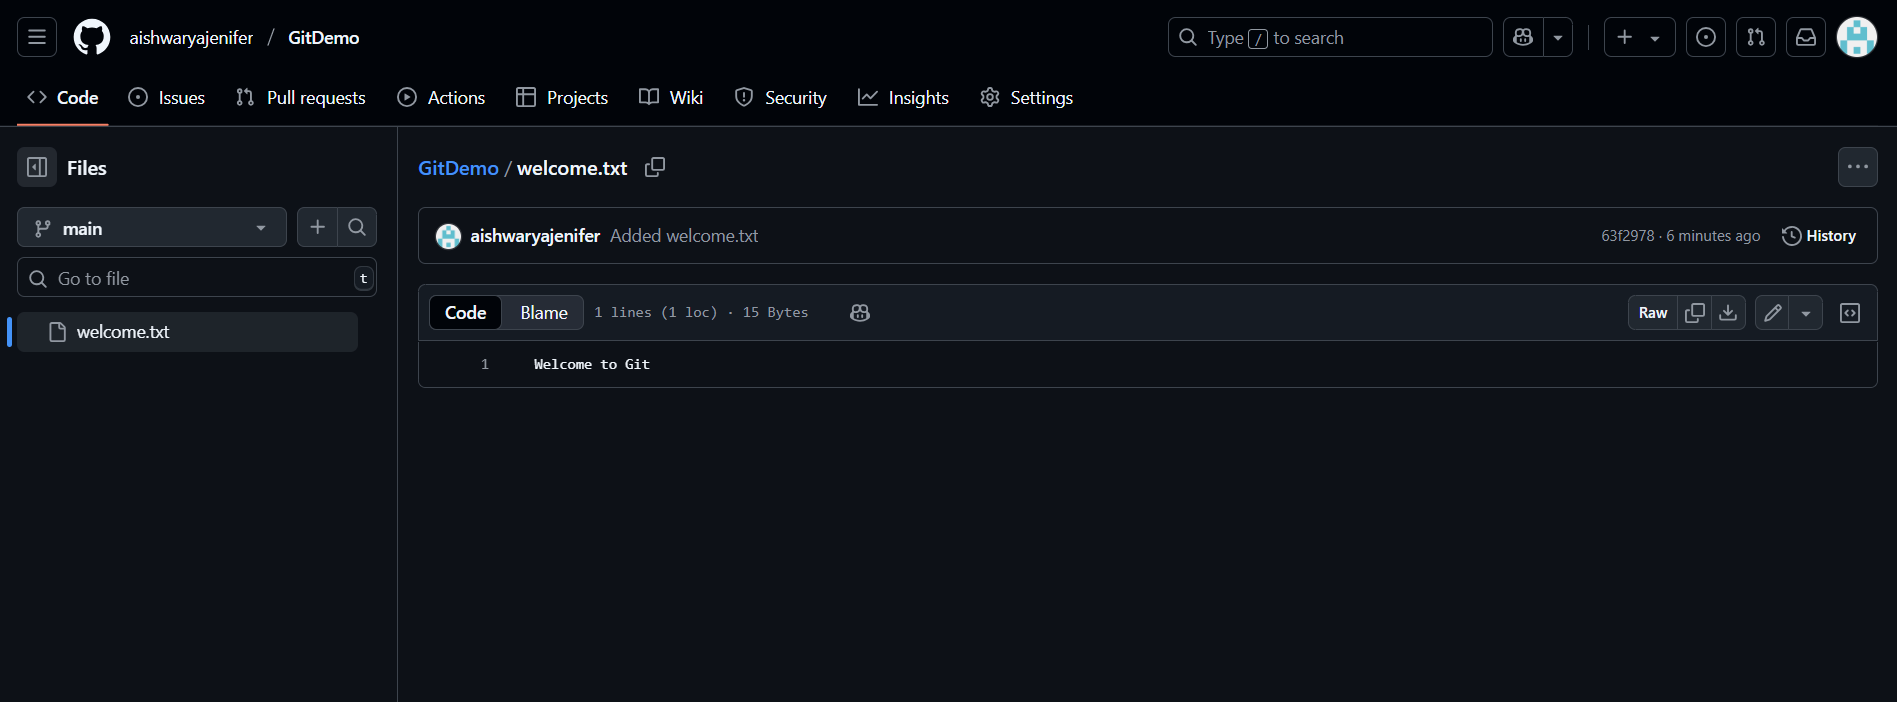 aishwaryajenifer / GitDemo
Type / to search
Code Issues Pull requests Actions Projects Wiki Security Insights Settings
Files
main
Go to file t
welcome.txt
GitDemo / welcome.txt
aishwaryajenifer Added welcome.txt 63f2978 · 6 minutes ago History
Code Blame 1 lines (1 loc) · 15 Bytes Raw
1 Welcome to Git